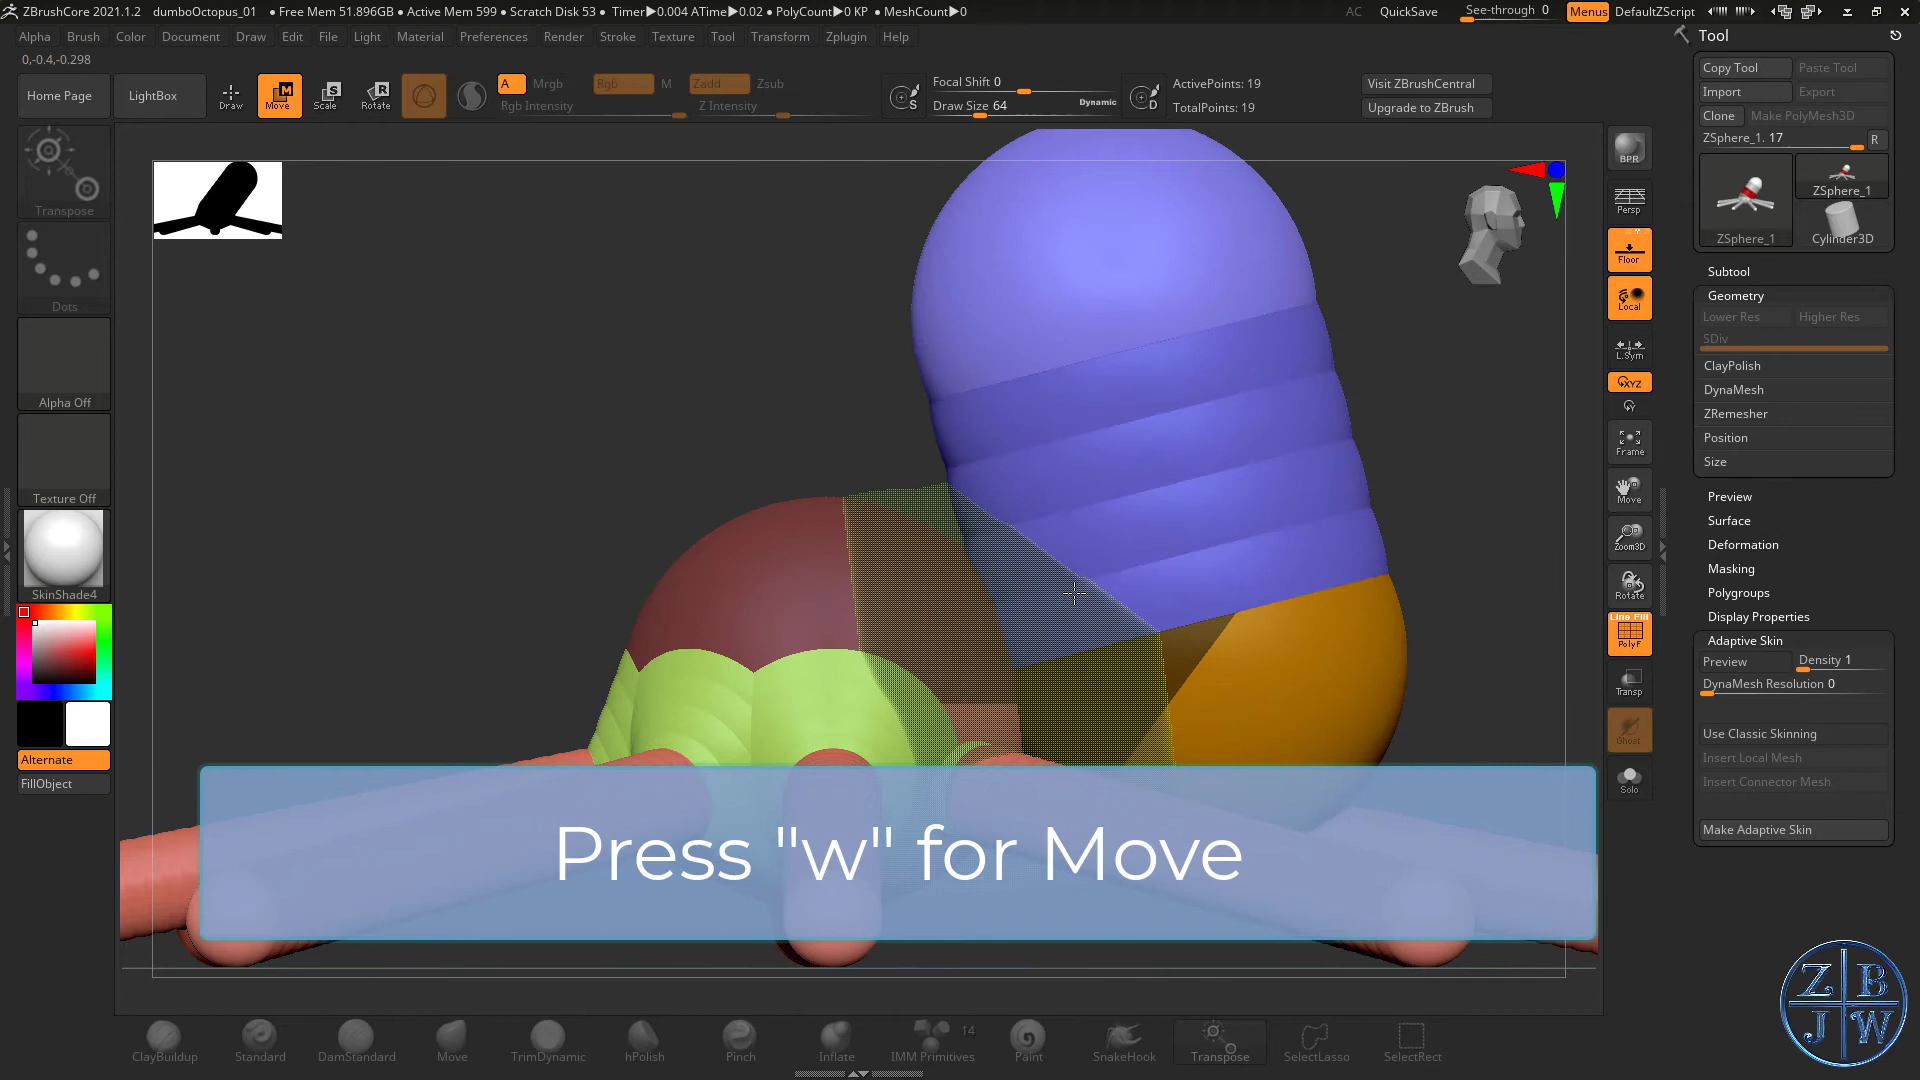 ZBrushCore 2021.1.2 dumboOctopus_01 • Free Mem 51.896GB • Active Mem 599 • Scratch Disk 53 • Timer▶0.004 ATime▶0.02 • PolyCount▶0 KP • MeshCount▶0 AC QuickSave See-through 0 Menus DefaultZScript
Alpha Brush Color Document Draw Edit File Light Material Preferences Render Stroke Texture Tool Transform Zplugin Help
0,-0.4,-0.298
Home Page
LightBox
Draw
M
Move
S
Scale
R
Rotate
A Mrgb Rgb M Zadd Zsub
Rgb Intensity Z Intensity
S
Focal Shift 0
Draw Size 64 Dynamic
D
ActivePoints: 19
TotalPoints: 19
Visit ZBrushCentral
Upgrade to ZBrush
Transpose
Dots
Alpha Off
Texture Off
SkinShade4
Alternate
FillObject
Press "w" for Move
BPR
Persp
Floor
Local
L.Sym
XYZ
Y
Frame
Move
Zoom3D
Rotate
Line Fill
PolyF
Transp
Ghost
Solo
Tool
Copy Tool Paste Tool
Import Export
Clone Make PolyMesh3D
ZSphere_1. 17 R
ZSphere_1
ZSphere_1
Cylinder3D
Subtool
Geometry
Lower Res Higher Res
SDiv
ClayPolish
DynaMesh
ZRemesher
Position
Size
Preview
Surface
Deformation
Masking
Polygroups
Display Properties
Adaptive Skin
Preview Density 1
DynaMesh Resolution 0
Use Classic Skinning
Insert Local Mesh
Insert Connector Mesh
Make Adaptive Skin
ClayBuildup Standard DamStandard Move TrimDynamic hPolish Pinch Inflate IMM Primitives 14 Paint SnakeHook Transpose SelectLasso SelectRect
Z B
J W